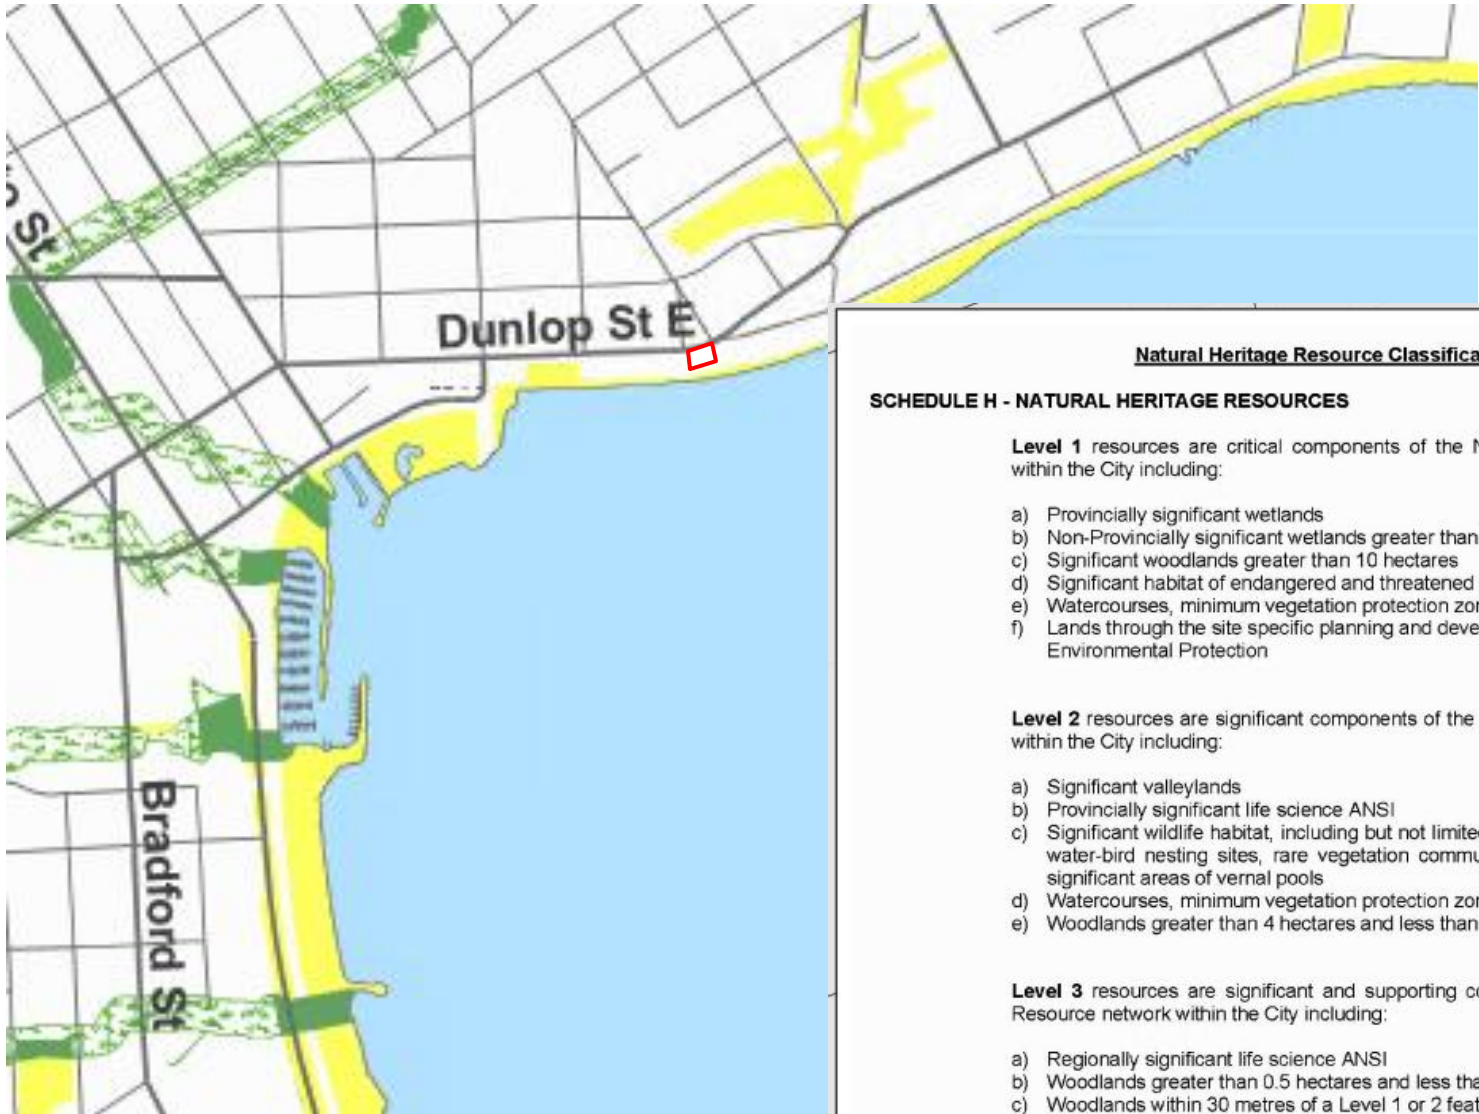 St
Dunlop St E
Bradford St
Natural Heritage Resource
SCHEDULE H - NATURAL HERITAGE RESOURCES
Level 1 resources are critical components of the
within the City including:
a) Provincially significant wetlands
b) Non-Provincially significant wetlands greater than
c) Significant woodlands greater than 10 hectares
d) Significant habitat of endangered and threatened
e) Watercourses, minimum vegetation protection
f) Lands through the site specific planning and
Environmental Protection
Level 2 resources are significant components of the
within the City including:
a) Significant valleylands
b) Provincially significant life science ANSI
c) Significant wildlife habitat, including but not
water-bird nesting sites, rare vegetation
significant areas of vernal pools
d) Watercourses, minimum vegetation protection
e) Woodlands greater than 4 hectares and less than
Level 3 resources are significant and supporting
Resource network within the City including:
a) Regionally significant life science ANSI
b) Woodlands greater than 0.5 hectares and less
c) Woodlands within 30 metres of a Level 1 or 2